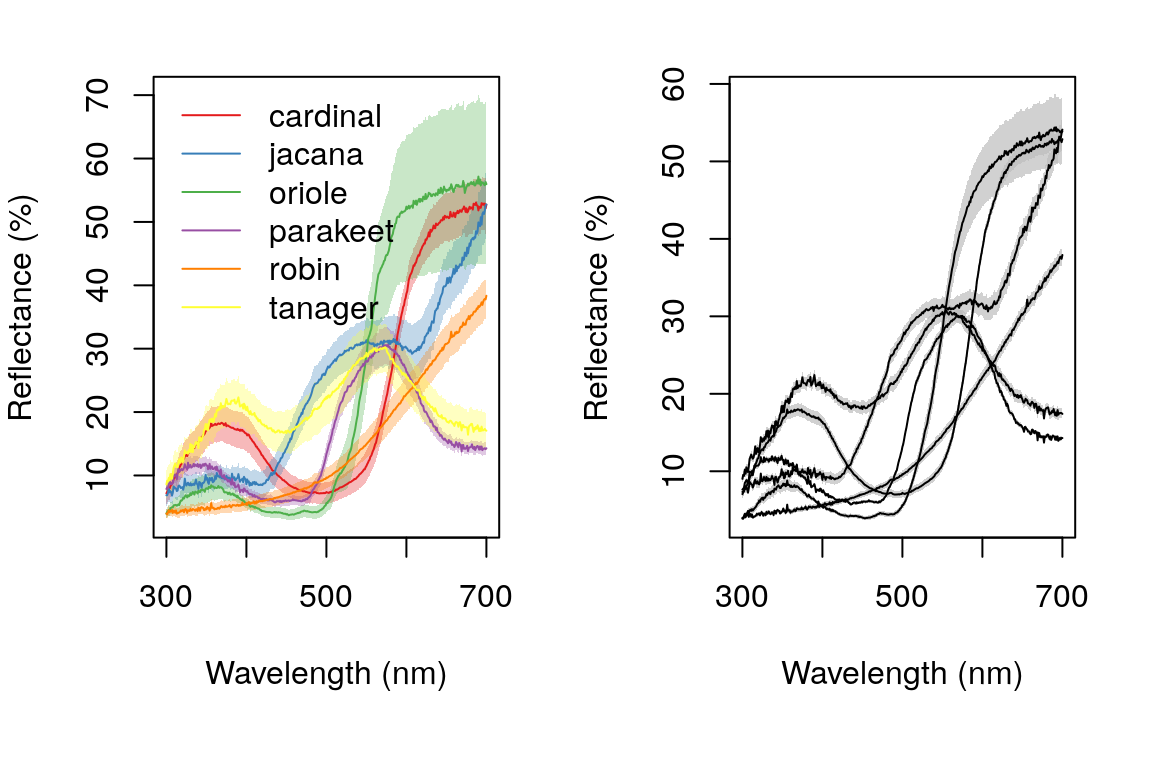 Reflectance (%)
70
60
50
40
30
20
10
cardinal
jacana
oriole
parakeet
robin
tanager
300
500
700
Wavelength (nm)
Reflectance (%)
60
50
40
30
20
10
300
500
700
Wavelength (nm)